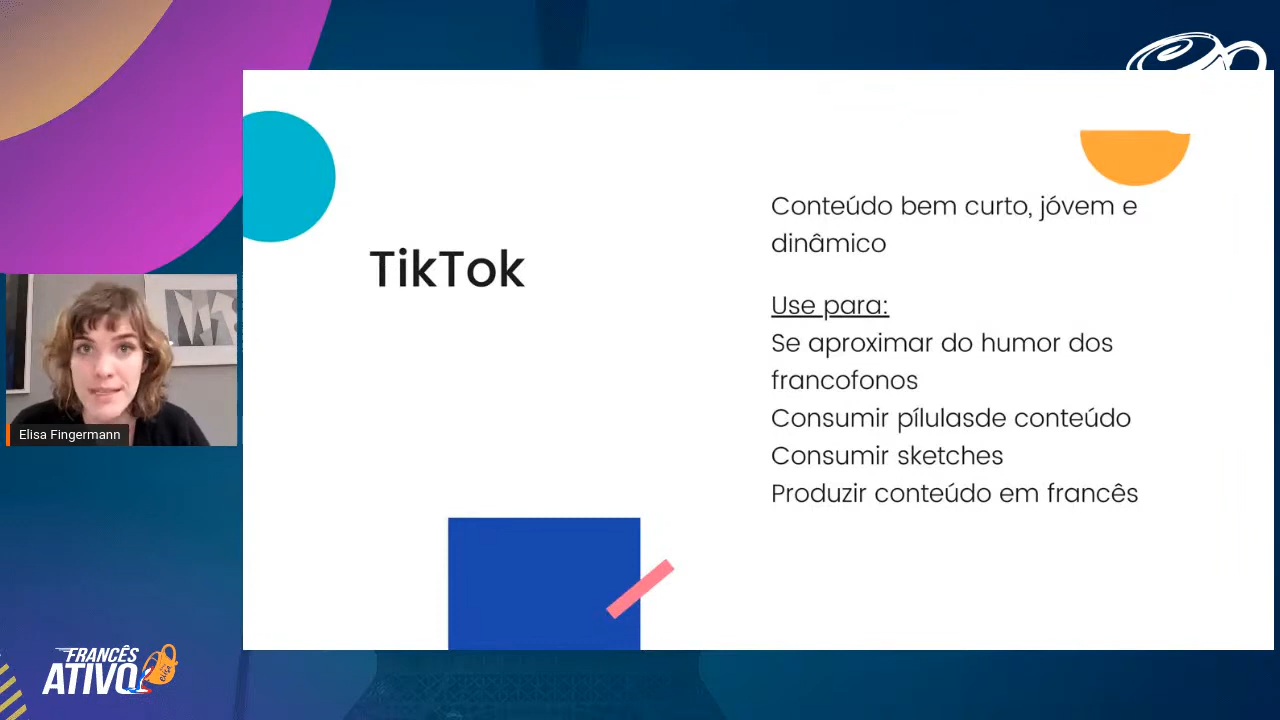 TikTok
Conteúdo bem curto, jóvem e
dinâmico
Use para:
Se aproximar do humor dos
francofonos
Consumir pílulasde conteúdo
Consumir sketches
Produzir conteúdo em francês
Elisa Fingermann
FRANCÊS
ATIVO